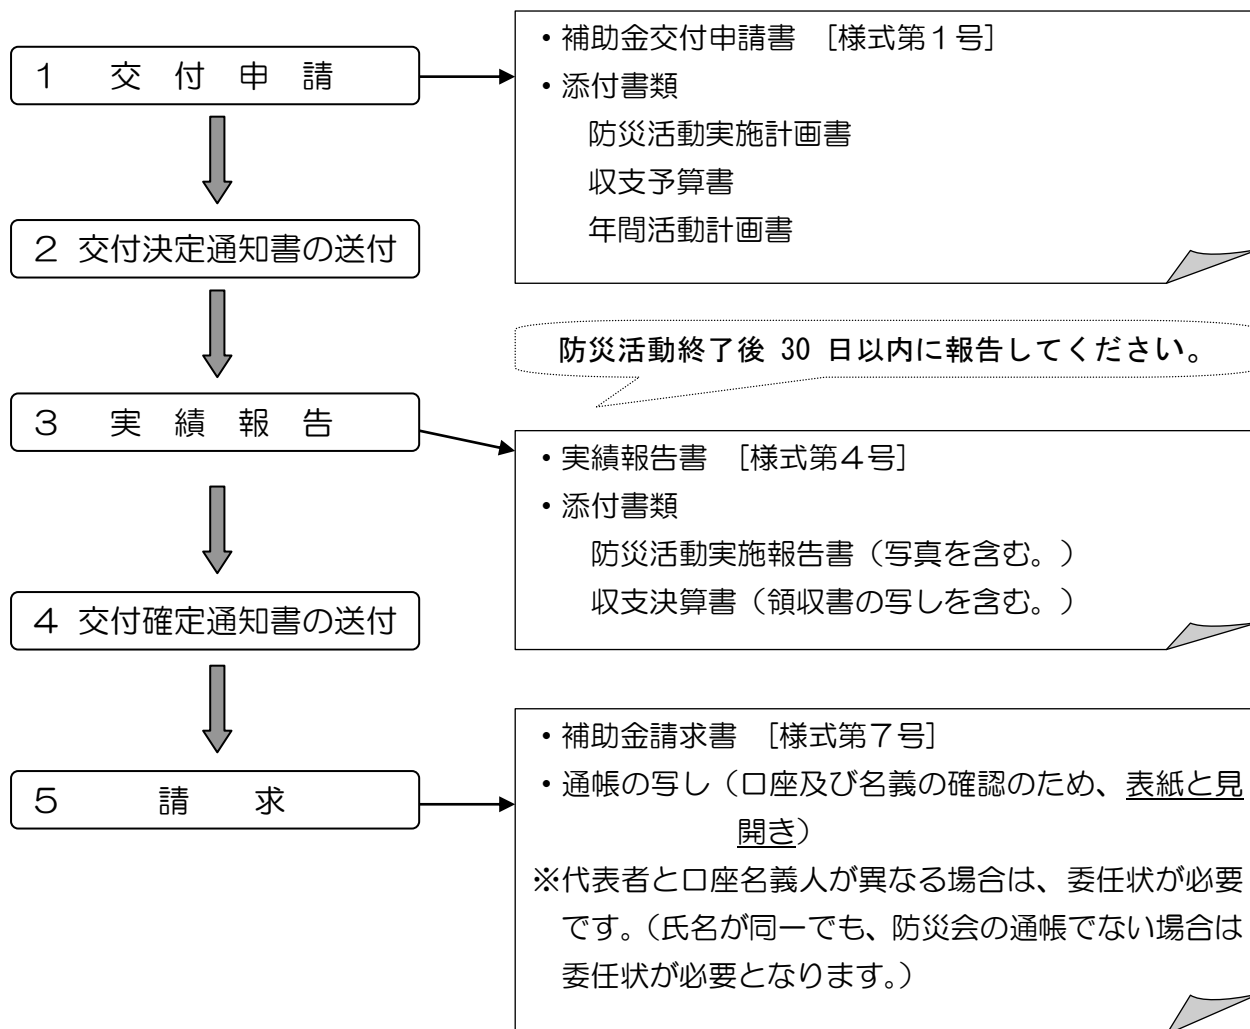 1　交　付　申　請
・補助金交付申請書　[様式第１号]
・添付書類
防災活動実施計画書
収支予算書
年間活動計画書
２ 交付決定通知書の送付
防災活動終了後 30 日以内に報告してください。
３　実　績　報　告
・実績報告書　[様式第４号]
・添付書類
防災活動実施報告書（写真を含む。）
収支決算書（領収書の写しを含む。）
４ 交付確定通知書の送付
５　請　求
・補助金請求書　[様式第７号]
・通帳の写し（口座及び名義の確認のため、表紙と見
開き）
※代表者と口座名義人が異なる場合は、委任状が必要
です。（氏名が同一でも、防災会の通帳でない場合は
委任状が必要となります。）